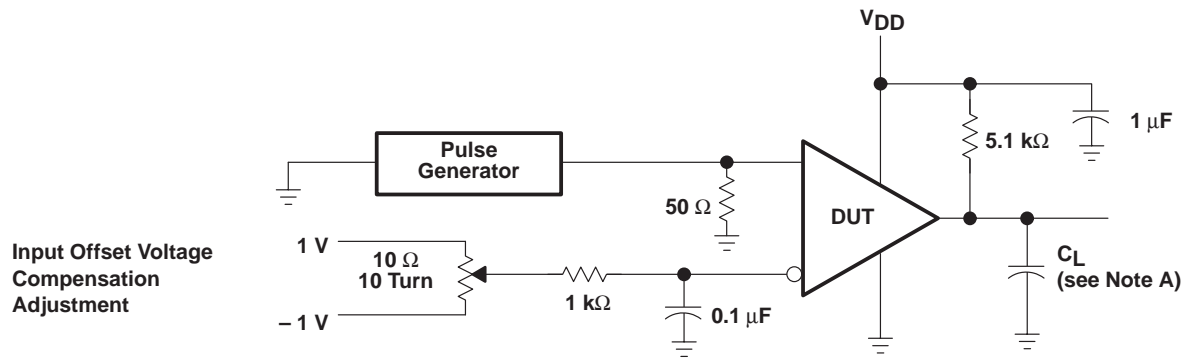 VDD
Pulse
Generator
1 μF
5.1 kΩ
50 Ω
DUT
Input Offset Voltage
Compensation
Adjustment
1 V
10 Ω
10 Turn
– 1 V
1 kΩ
0.1 μF
CL
(see Note A)